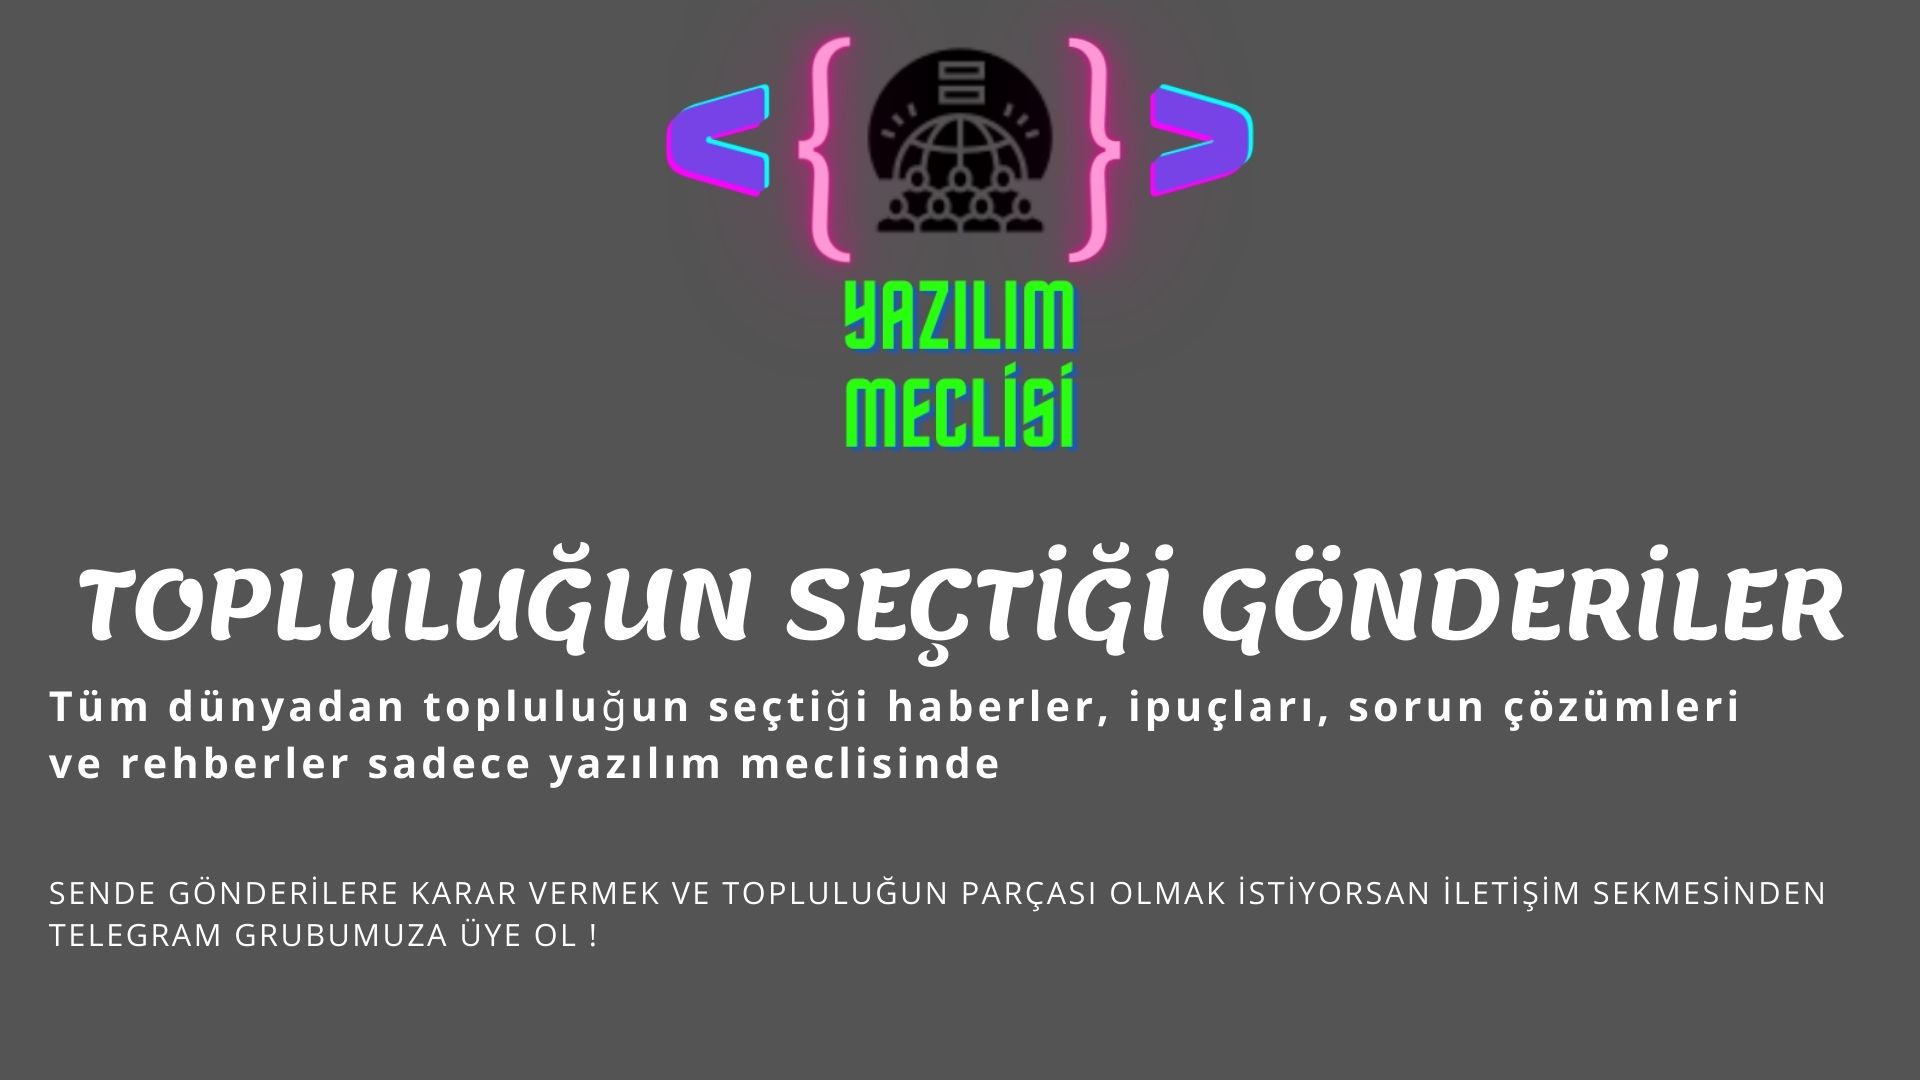 < { } >
YAZILIM
MECLİSİ
TOPLULUĞUN SEÇTİĞİ GÖNDERİLER
Tüm dünyadan topluluğun seçtiği haberler, ipuçları, sorun çözümleri
ve rehberler sadece yazılım meclisinde
SENDE GÖNDERİLERE KARAR VERMEK VE TOPLULUĞUN PARÇASI OLMAK İSTİYORSAN İLETİŞİM SEKMESİNDEN
TELEGRAM GRUBUMUZA ÜYE OL !